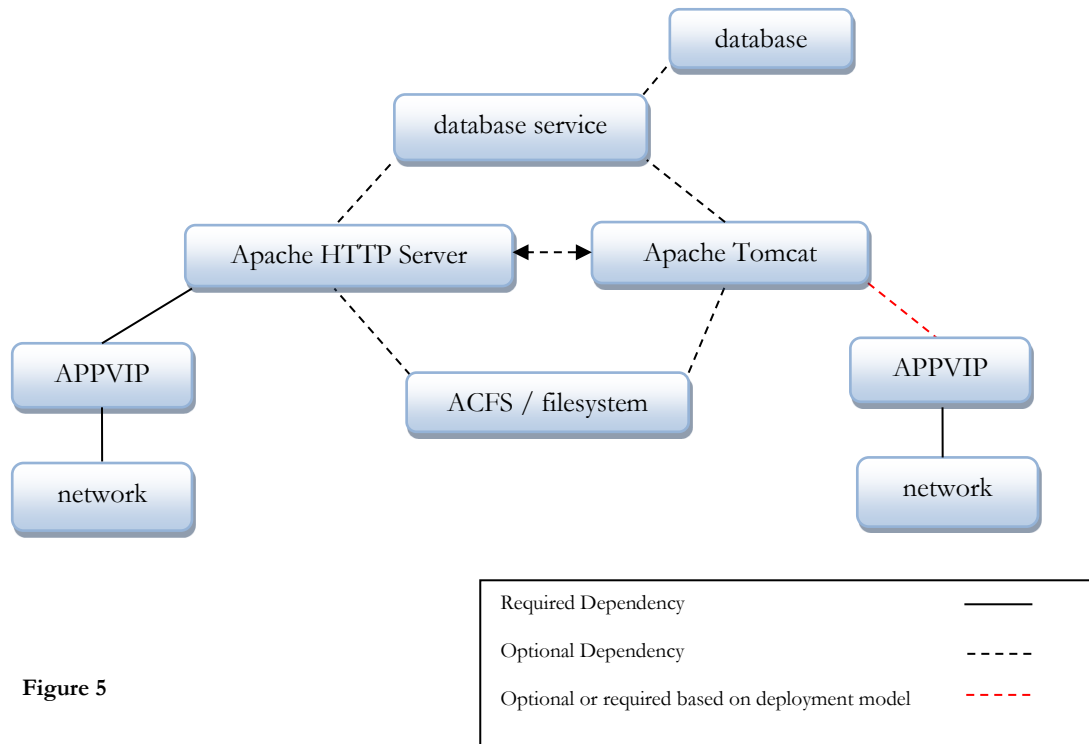 database
database service
Apache HTTP Server
Apache Tomcat
APPVIP
APPVIP
ACFS / filesystem
network
network
Required Dependency
Optional Dependency
Optional or required based on deployment model
Figure 5